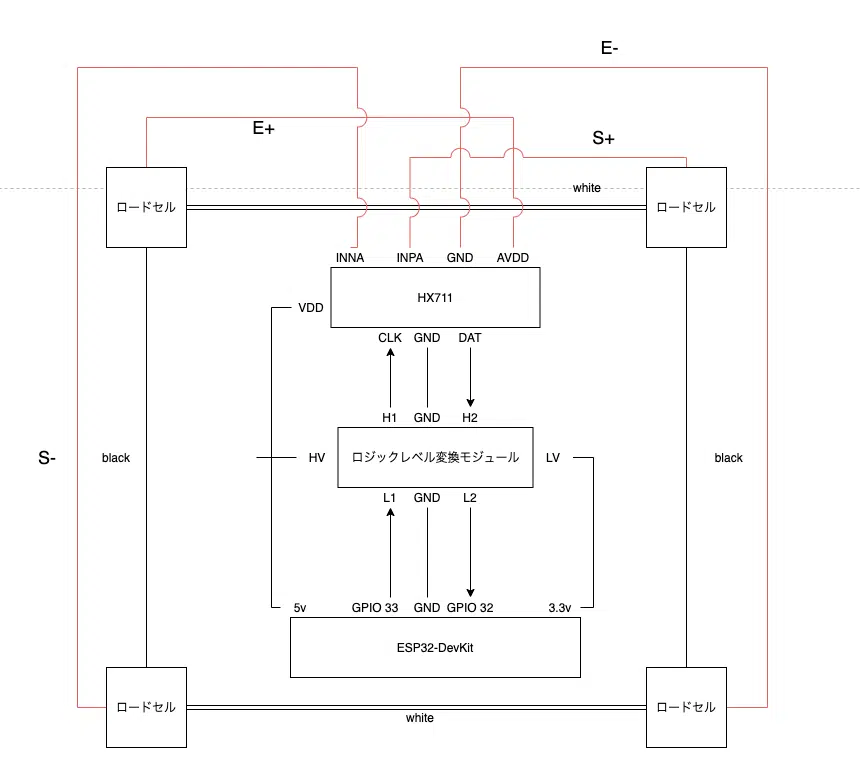 E-
E+
S+
white
ロードセル
ロードセル
INNA INPA GND AVDD
HX711
VDD
CLK GND DAT
H1 GND H2
S-
black
HV
ロジックレベル変換モジュール
LV
black
L1 GND L2
5v GPIO 33 GND GPIO 32 3.3v
ESP32-DevKit
ロードセル
ロードセル
white